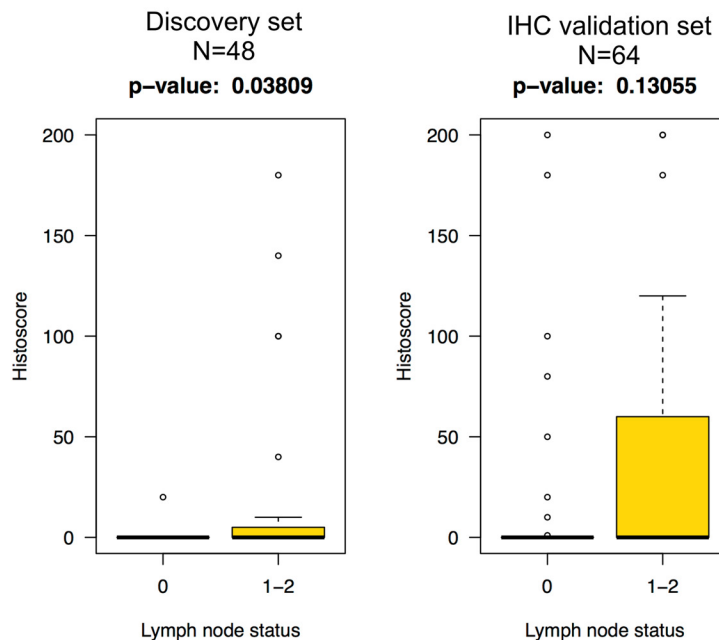 Discovery set
N=48
p-value: 0.03809
200
150
100
50
0
Histoscore
0 1-2
Lymph node status
IHC validation set
N=64
p-value: 0.13055
200
150
100
50
0
Histoscore
0 1-2
Lymph node status